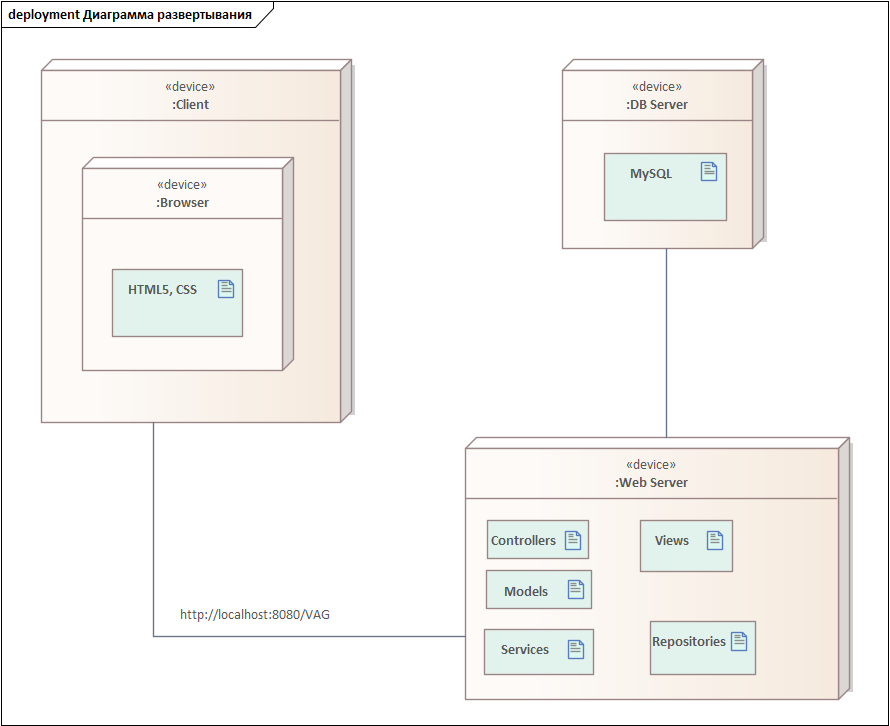 deployment Диаграмма развертывания
«device»
:Client
«device»
:Browser
HTML5, CSS
«device»
:DB Server
MySQL
http://localhost:8080/VAG
«device»
:Web Server
Controllers
Views
Models
Services
Repositories